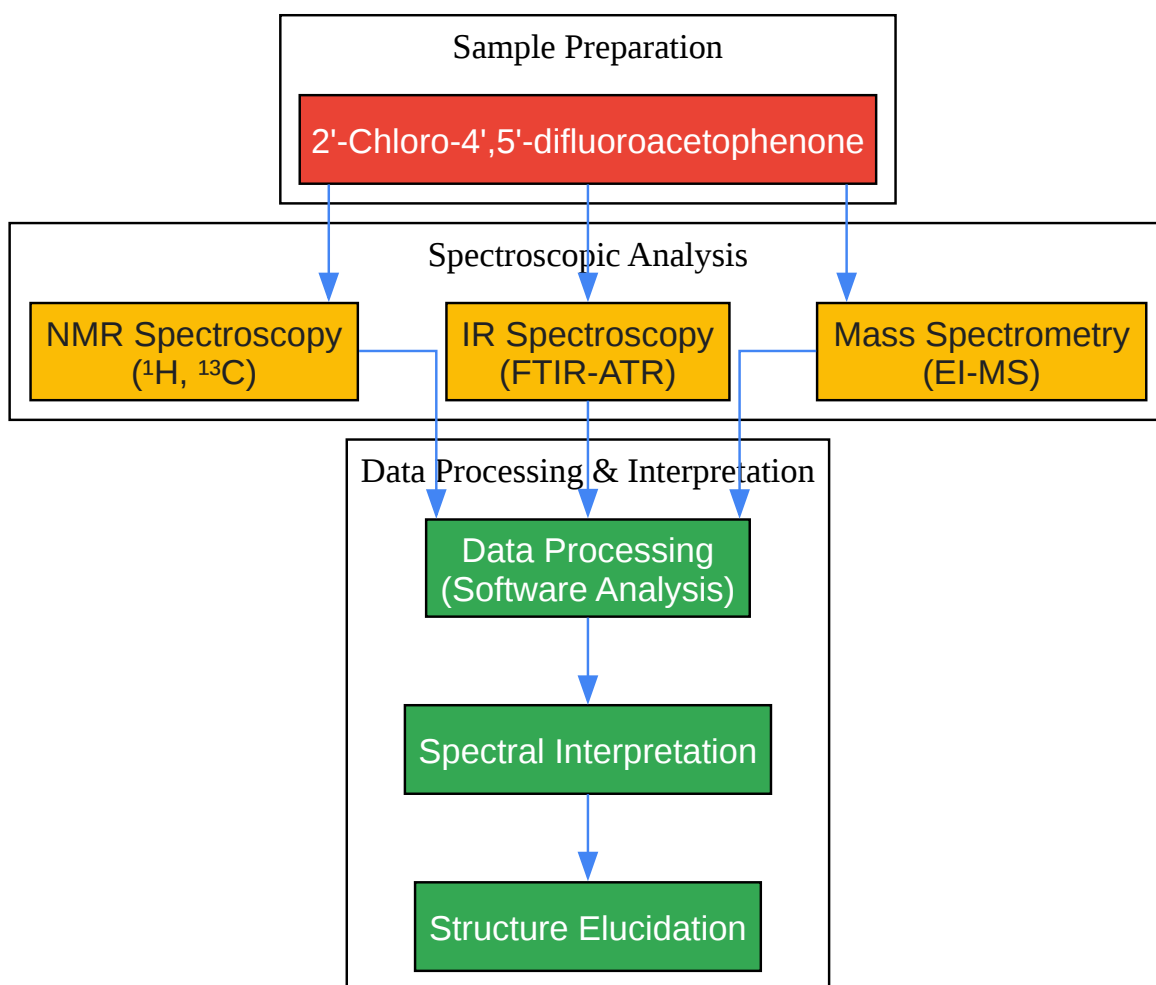 Sample Preparation
2'-Chloro-4',5'-difluoroacetophenone
Spectroscopic Analysis
NMR Spectroscopy
(¹H, ¹³C)
IR Spectroscopy
(FTIR-ATR)
Mass Spectrometry
(EI-MS)
Data Processing & Interpretation
Data Processing
(Software Analysis)
Spectral Interpretation
Structure Elucidation